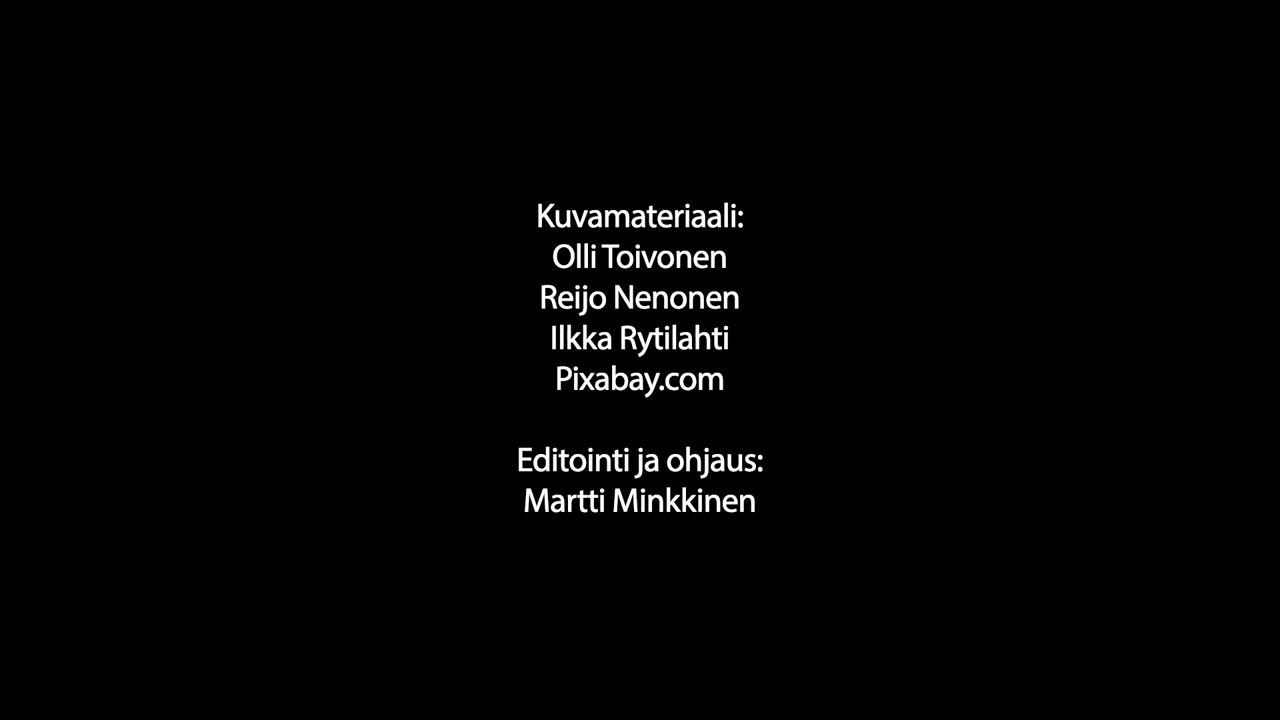 Kuvamateriaali:
Olli Toivonen
Reijo Nenonen
Ilkka Rytilahti
Pixabay.com
Editointi ja ohjaus:
Martti Minkkinen